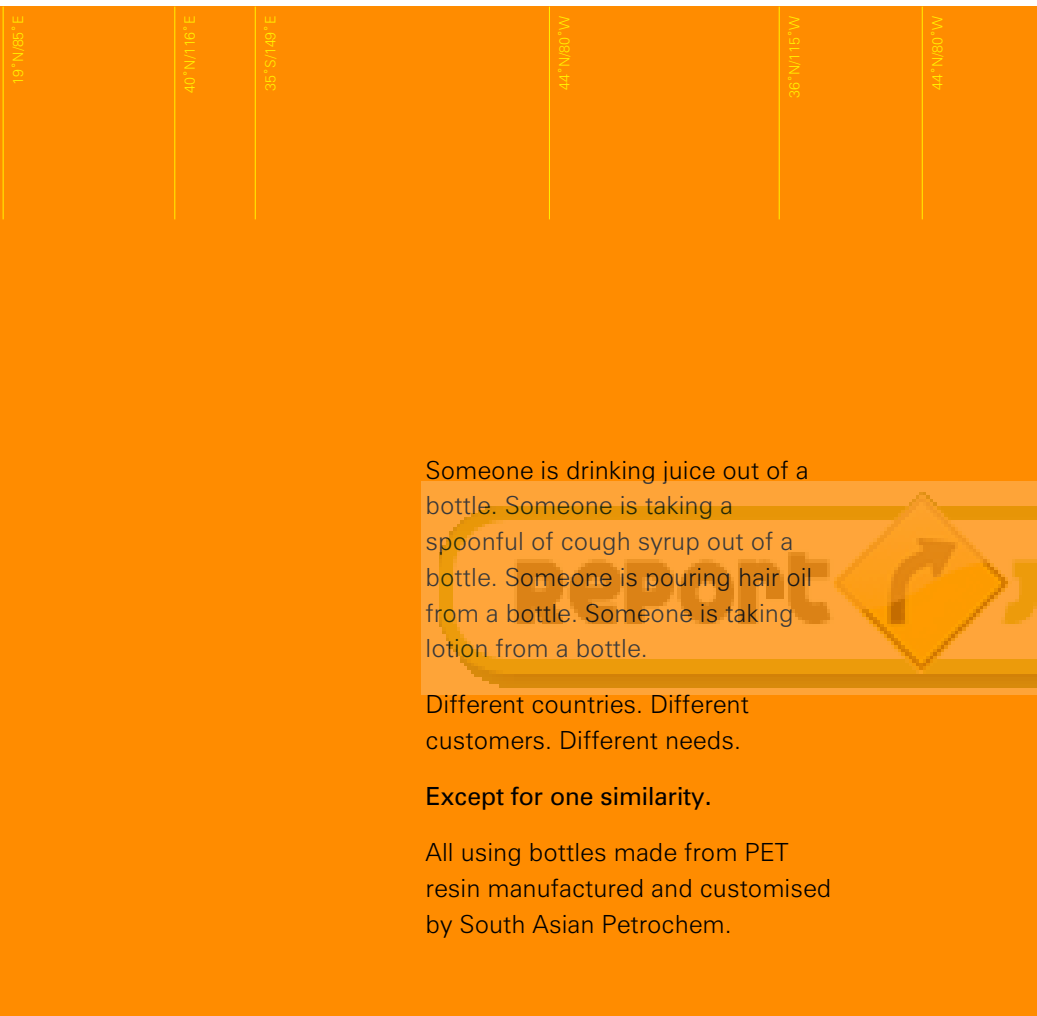 19°N/85°E
40°N/116°E
35°S/149°E
44°N/80°W
36°N/115°W
44°N/80°W
Someone is drinking juice out of a
bottle. Someone is taking a
spoonful of cough syrup out of a
bottle. Someone is pouring hair oil
from a bottle. Someone is taking
lotion from a bottle.
report
Different countries. Different
customers. Different needs.
Except for one similarity.
All using bottles made from PET
resin manufactured and customised
by South Asian Petrochem.